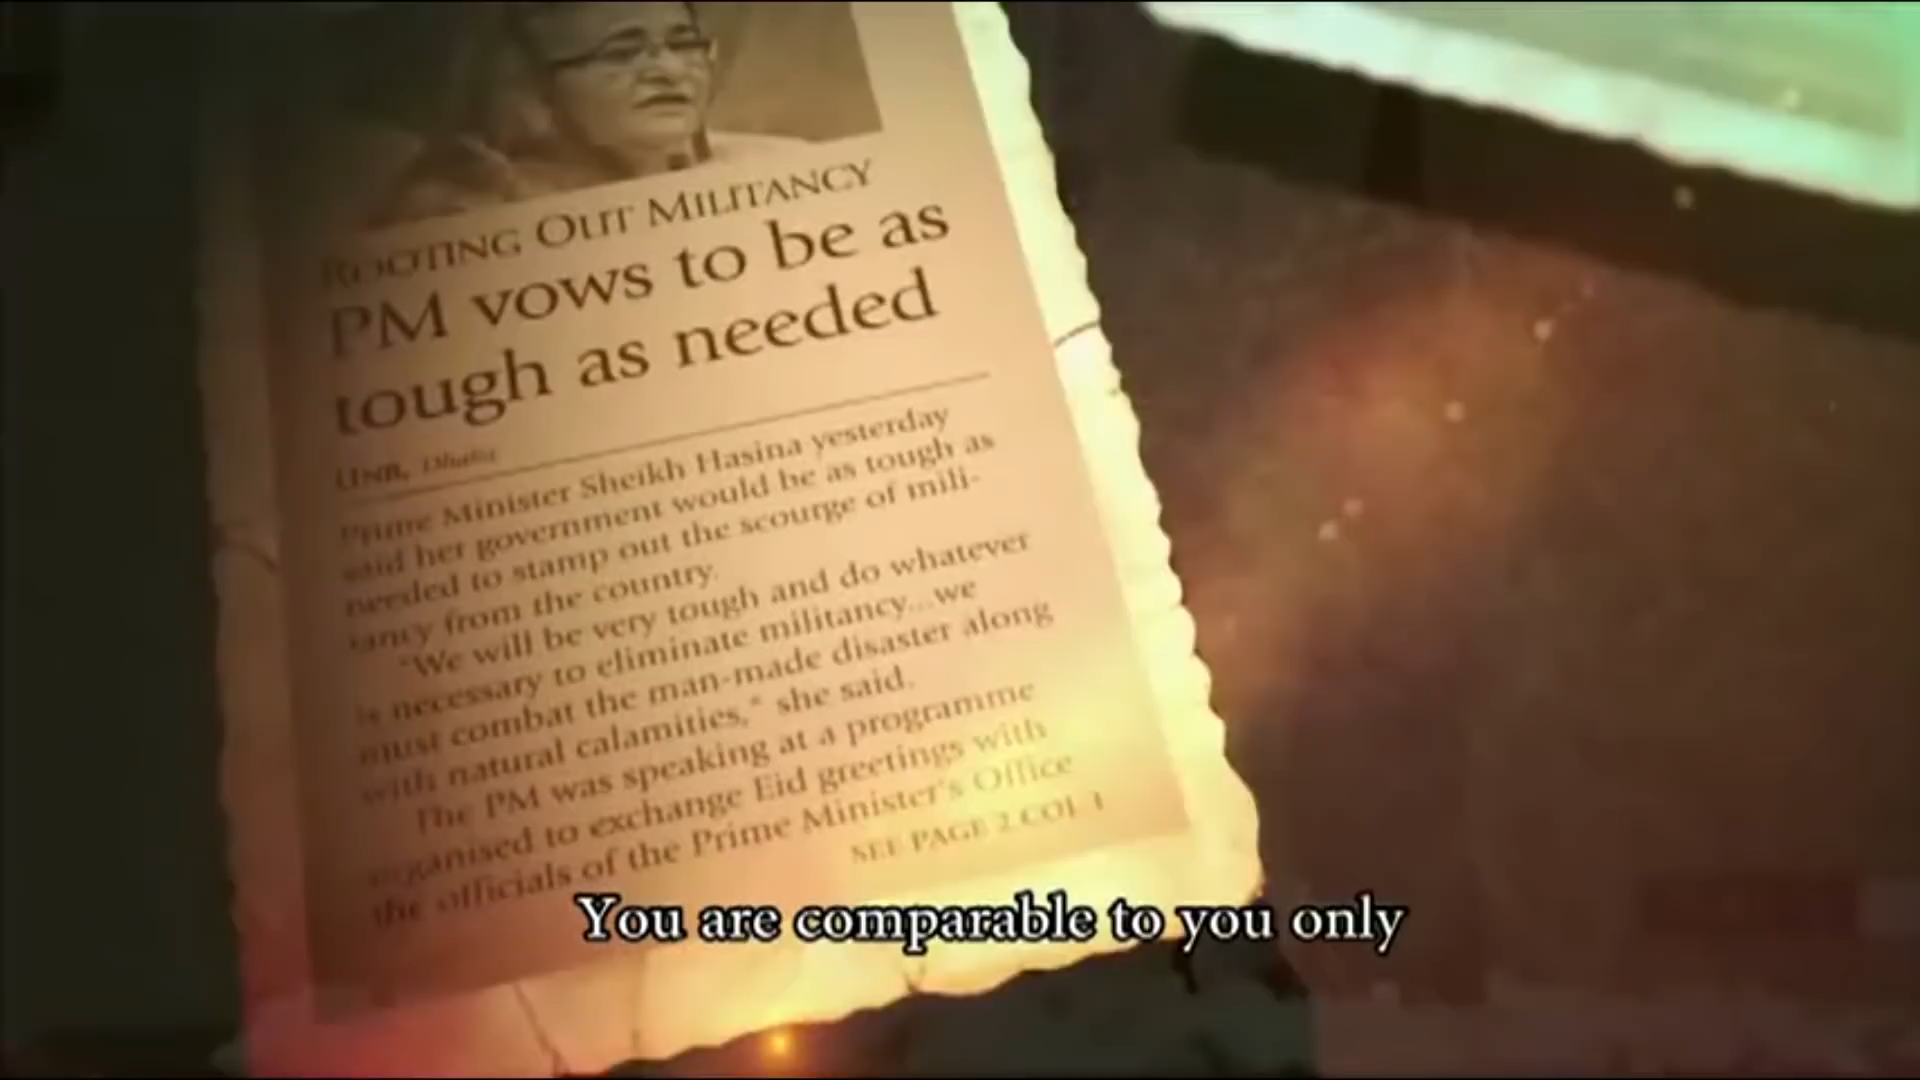 ROOTING OUT MILITANCY
PM vows to be as
tough as needed
UNB, Dhaka
Prime Minister Sheikh Hasina yesterday
said her government would be as tough as
needed to stamp out the scourge of mili-
tancy from the country.
"We will be very tough and do whatever
is necessary to eliminate militancy...we
must combat the man-made disaster along
with natural calamities," she said.
The PM was speaking at a programme
organised to exchange Eid greetings with
the officials of the Prime Minister's Office
SEE PAGE 2 COL 1
You are comparable to you only